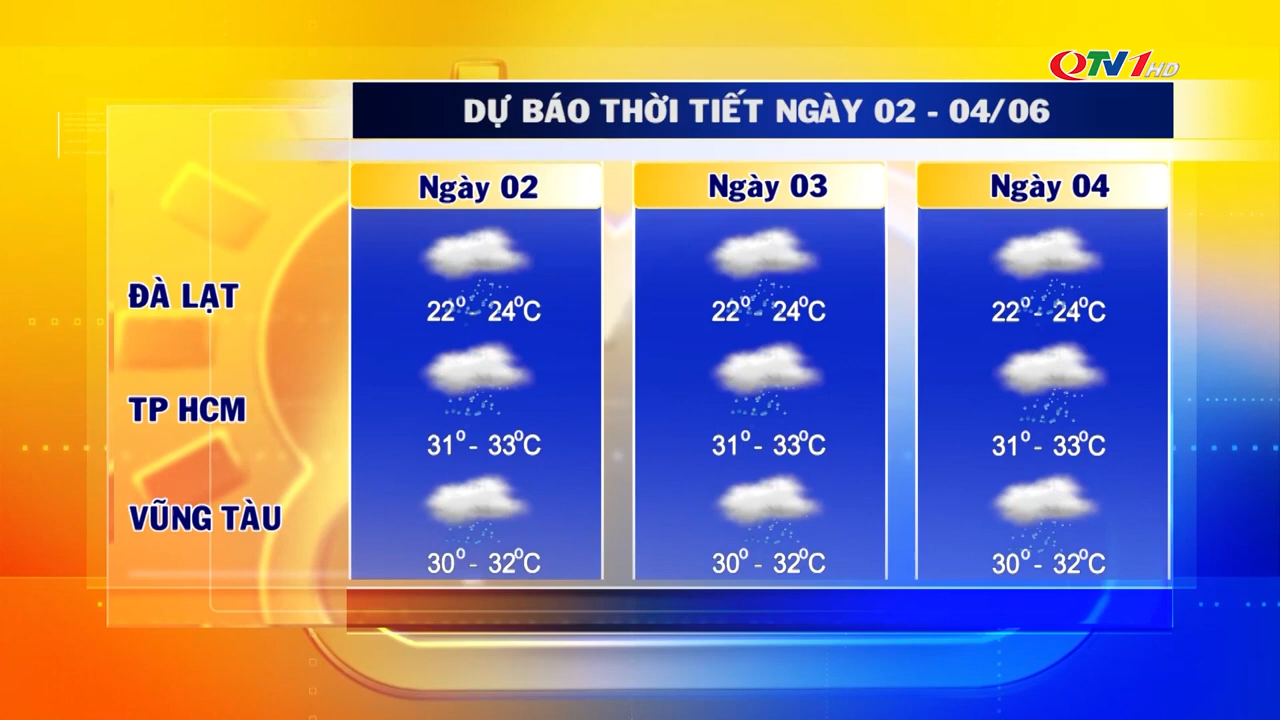 QTV1HD
DỰ BÁO THỜI TIẾT NGÀY 02 - 04/06
Ngày 02 Ngày 03 Ngày 04
ĐÀ LẠT 22° - 24°C 22° - 24°C 22° - 24°C
TP HCM 31° - 33°C 31° - 33°C 31° - 33°C
VŨNG TÀU 30° - 32°C 30° - 32°C 30° - 32°C